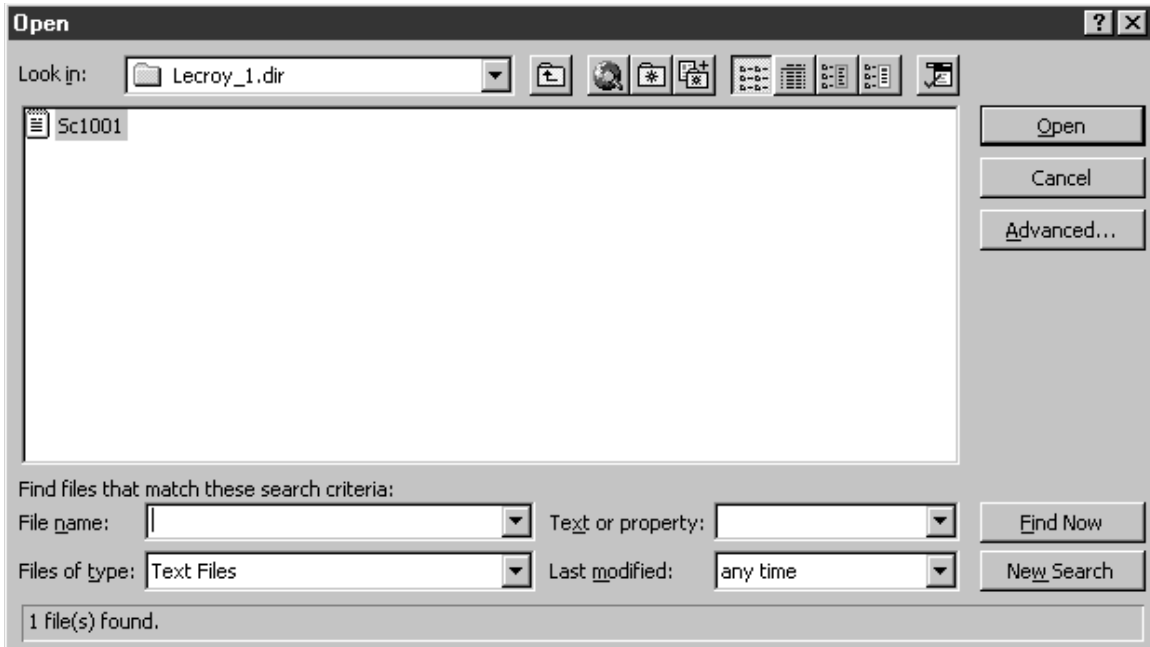 Open
Look in: Lecroy_1.dir
Sc1001
Open
Cancel
Advanced...
Find files that match these search criteria:
File name: Text or property: Find Now
Files of type: Text Files Last modified: any time New Search
1 file(s) found.